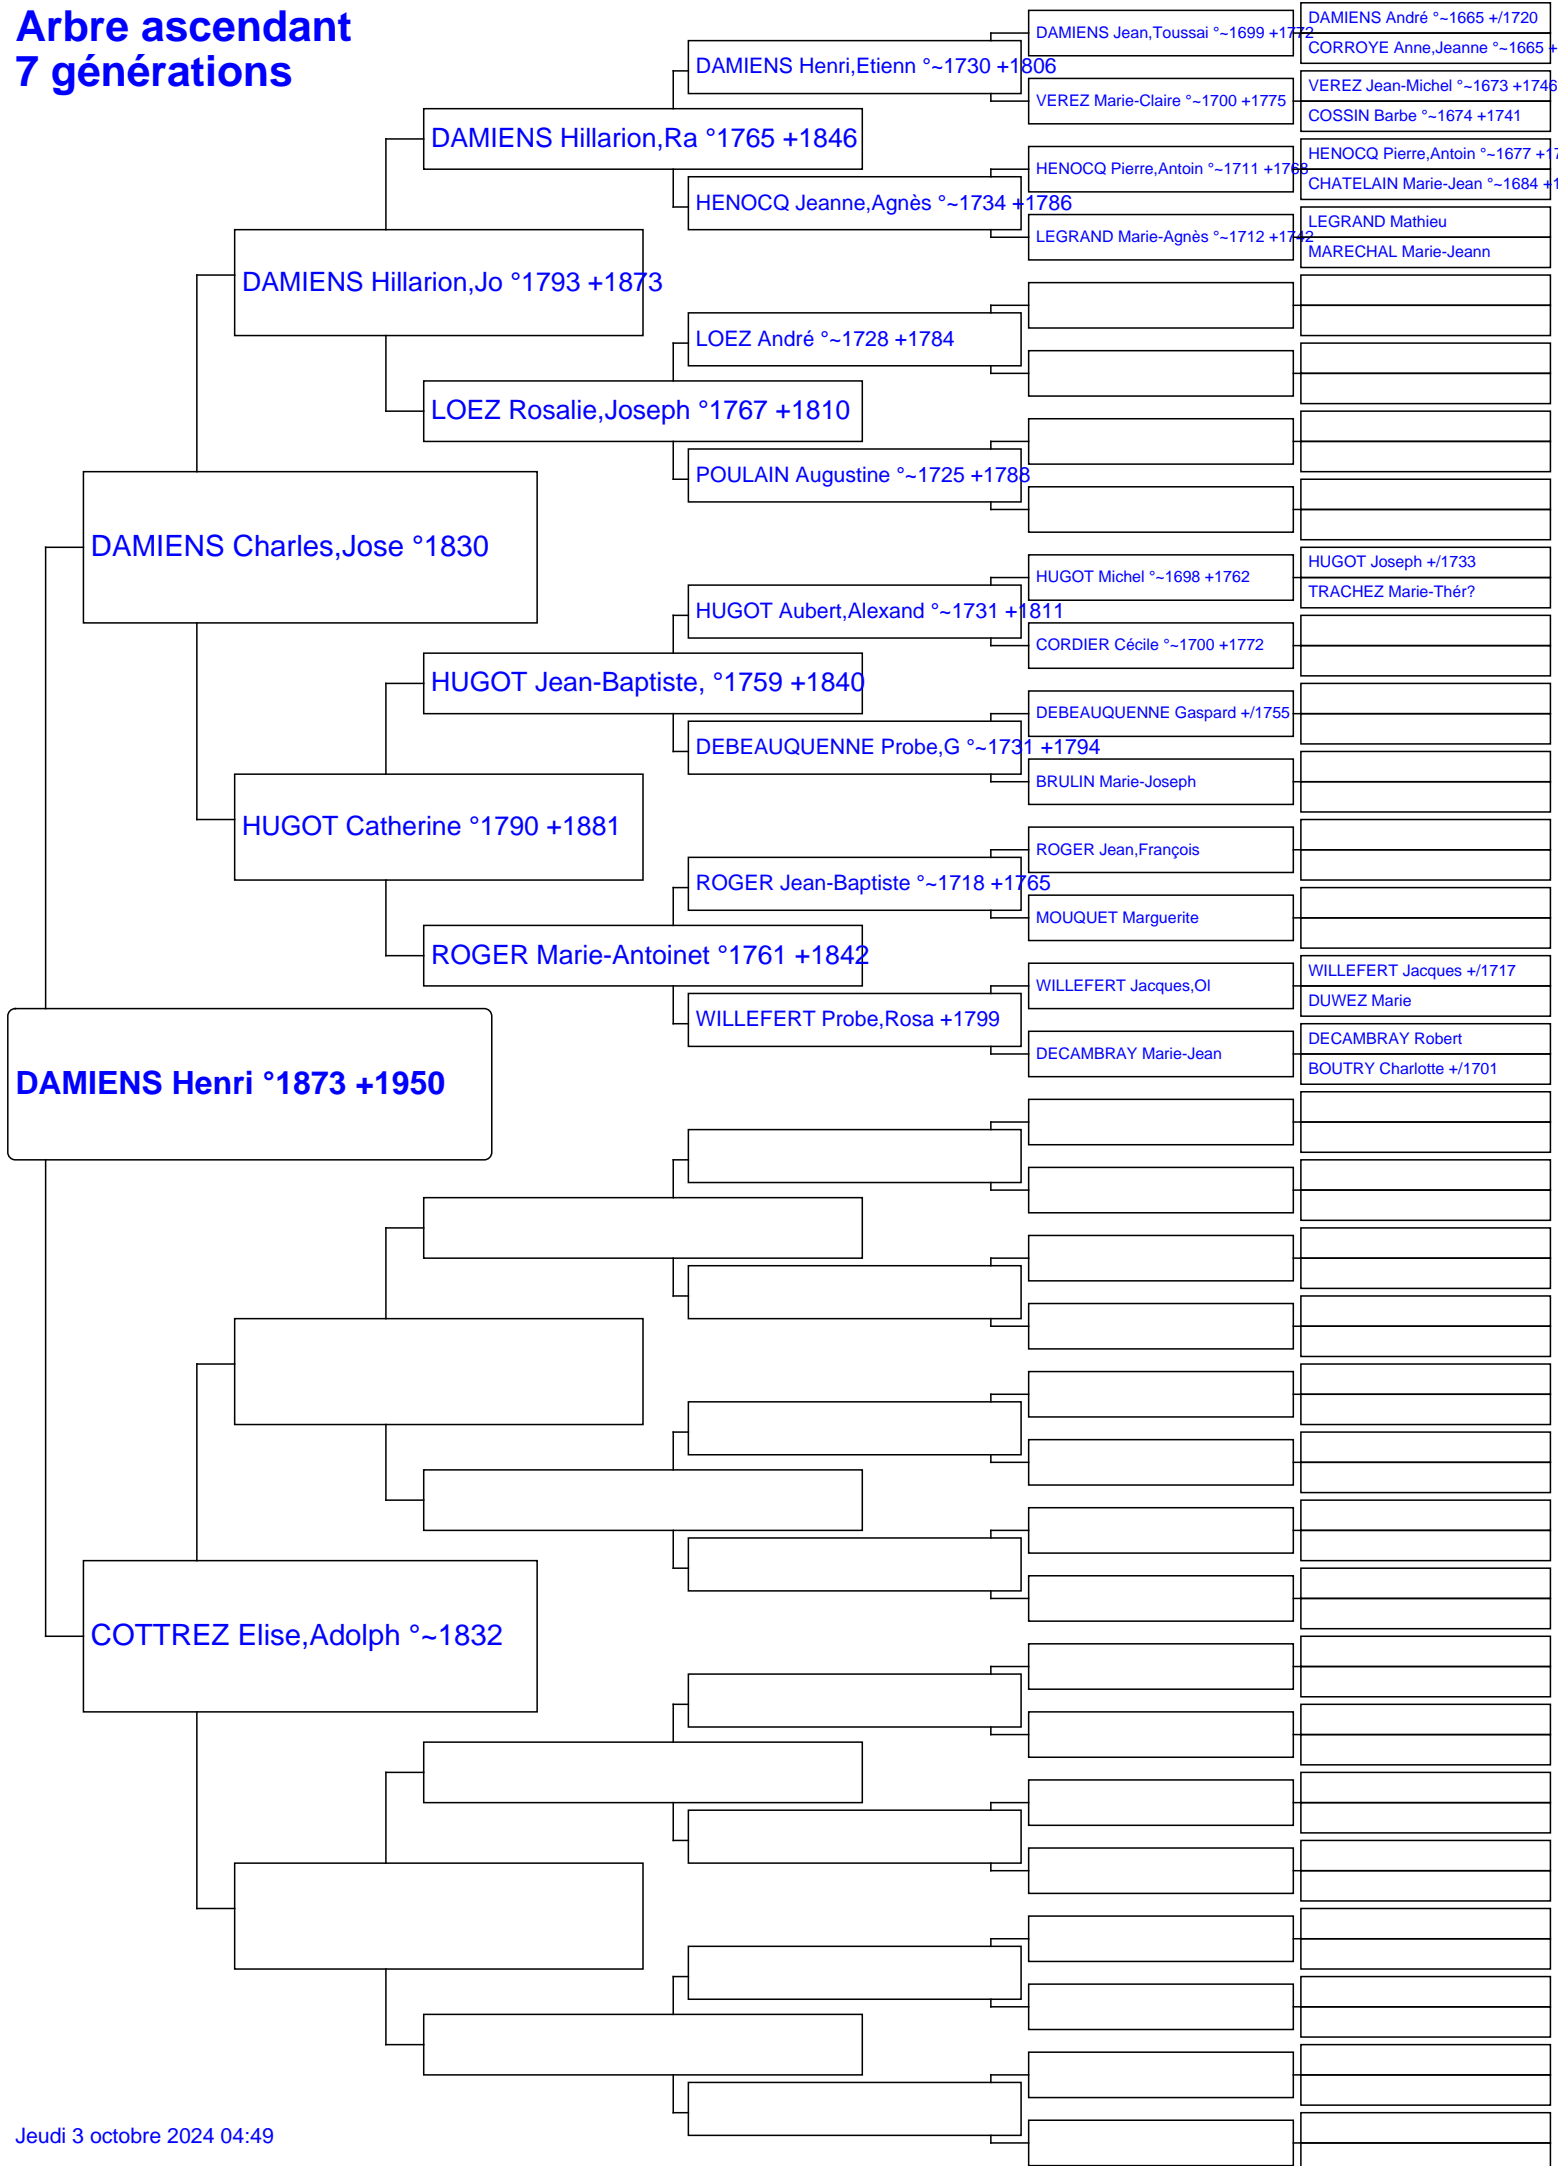 Arbre ascendant
7 générations
DAMIENS Henri °1873 +1950
DAMIENS Charles,Jose °1830
COTTREZ Elise,Adolph °~1832
DAMIENS Hillarion,Jo °1793 +1873
HUGOT Catherine °1790 +1881
DAMIENS Hillarion,Ra °1765 +1846
LOEZ Rosalie,Joseph °1767 +1810
HUGOT Jean-Baptiste, °1759 +1840
ROGER Marie-Antoinet °1761 +1842
DAMIENS Henri,Etienn °~1730 +1806
HENOCQ Jeanne,Agnès °~1734 +1786
LOEZ André °~1728 +1784
POULAIN Augustine °~1725 +1788
HUGOT Aubert,Alexand °~1731 +1811
DEBEAUQUENNE Probe,G °~1731 +1794
ROGER Jean-Baptiste °~1718 +1765
WILLEFERT Probe,Rosa +1799
DAMIENS Jean,Toussai °~1699 +1772
VEREZ Marie-Claire °~1700 +1775
HENOCQ Pierre,Antoin °~1711 +1768
LEGRAND Marie-Agnès °~1712 +1742
HUGOT Michel °~1698 +1762
CORDIER Cécile °~1700 +1772
DEBEAUQUENNE Gaspard +/1755
BRULIN Marie-Joseph
ROGER Jean,François
MOUQUET Marguerite
WILLEFERT Jacques,Ol
DECAMBRAY Marie-Jean
DAMIENS André °~1665 +/1720
CORROYE Anne,Jeanne °~1665 +
VEREZ Jean-Michel °~1673 +1746
COSSIN Barbe °~1674 +1741
HENOCQ Pierre,Antoin °~1677 +17
CHATELAIN Marie-Jean °~1684 +1
LEGRAND Mathieu
MARECHAL Marie-Jeann
HUGOT Joseph +/1733
TRACHEZ Marie-Thér?
WILLEFERT Jacques +/1717
DUWEZ Marie
DECAMBRAY Robert
BOUTRY Charlotte +/1701
Jeudi 3 octobre 2024 04:49